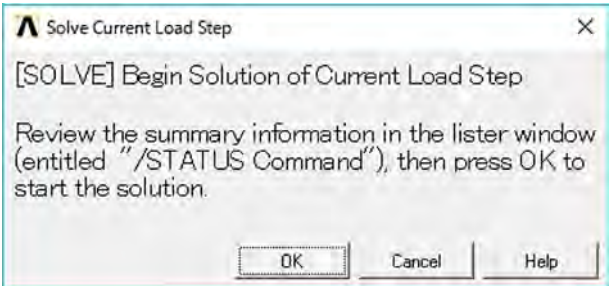 Solve Current Load Step
[SOLVE] Begin Solution of Current Load Step
Review the summary information in the lister window
(entitled "/STATUS Command"), then press OK to
start the solution.
OK Cancel Help